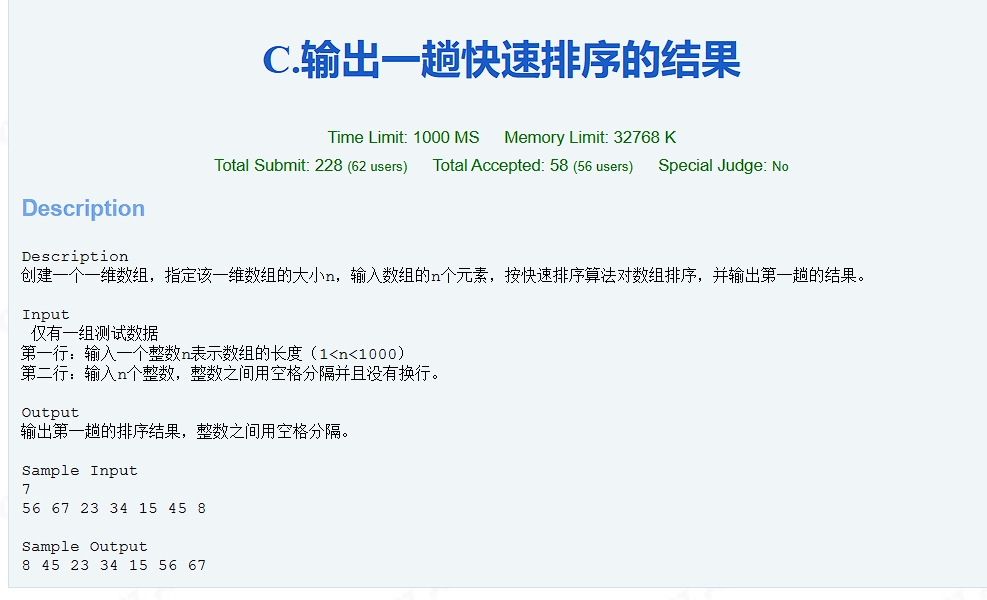 C.输出一趟快速排序的结果
Time Limit: 1000 MS Memory Limit: 32768 K
Total Submit: 228 (62 users) Total Accepted: 58 (56 users) Special Judge: No
Description
Description
创建一个一维数组，指定该一维数组的大小n，输入数组的n个元素，按快速排序算法对数组排序，并输出第一趟的结果。
Input
仅有一组测试数据
第一行：输入一个整数n表示数组的长度（1<n<1000）
第二行：输入n个整数，整数之间用空格分隔并且没有换行。
Output
输出第一趟的排序结果，整数之间用空格分隔。
Sample Input
7
56 67 23 34 15 45 8
Sample Output
8 45 23 34 15 56 67